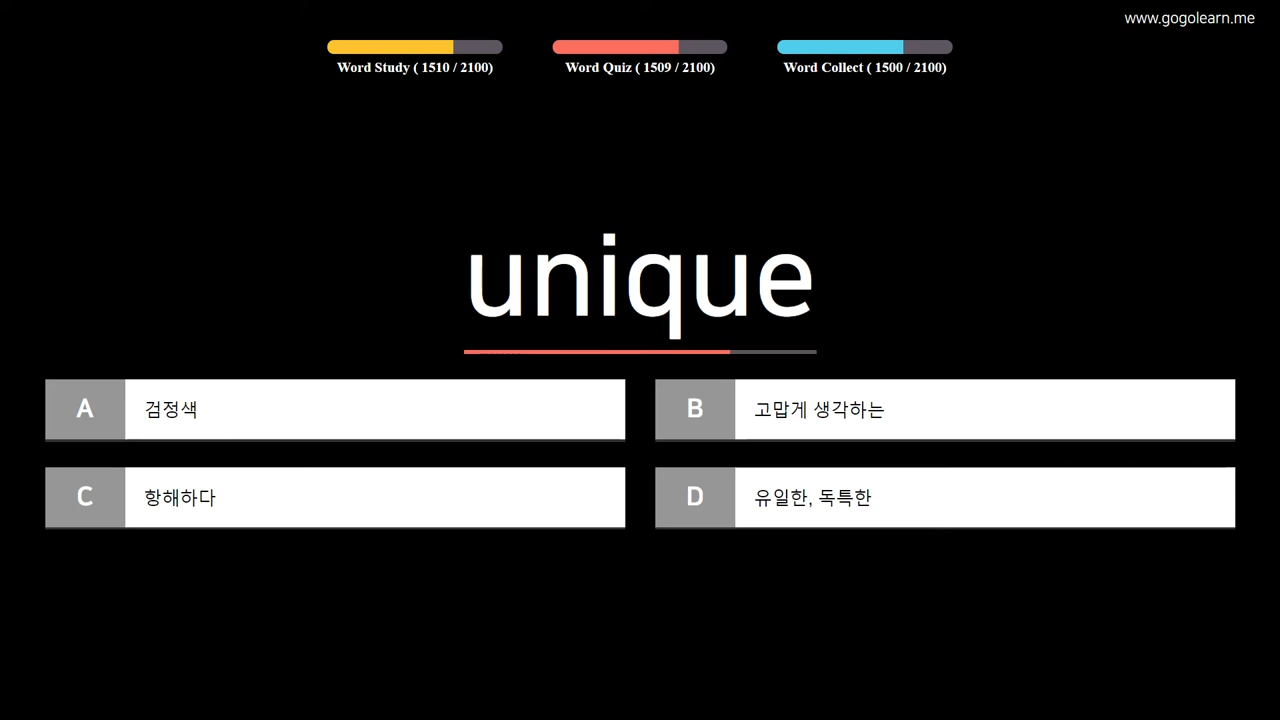 www.gogolearn.me
Word Study ( 1510 / 2100)
Word Quiz ( 1509 / 2100)
Word Collect ( 1500 / 2100)
unique
A 검정색
B 고맙게 생각하는
C 항해하다
D 유일한, 독특한